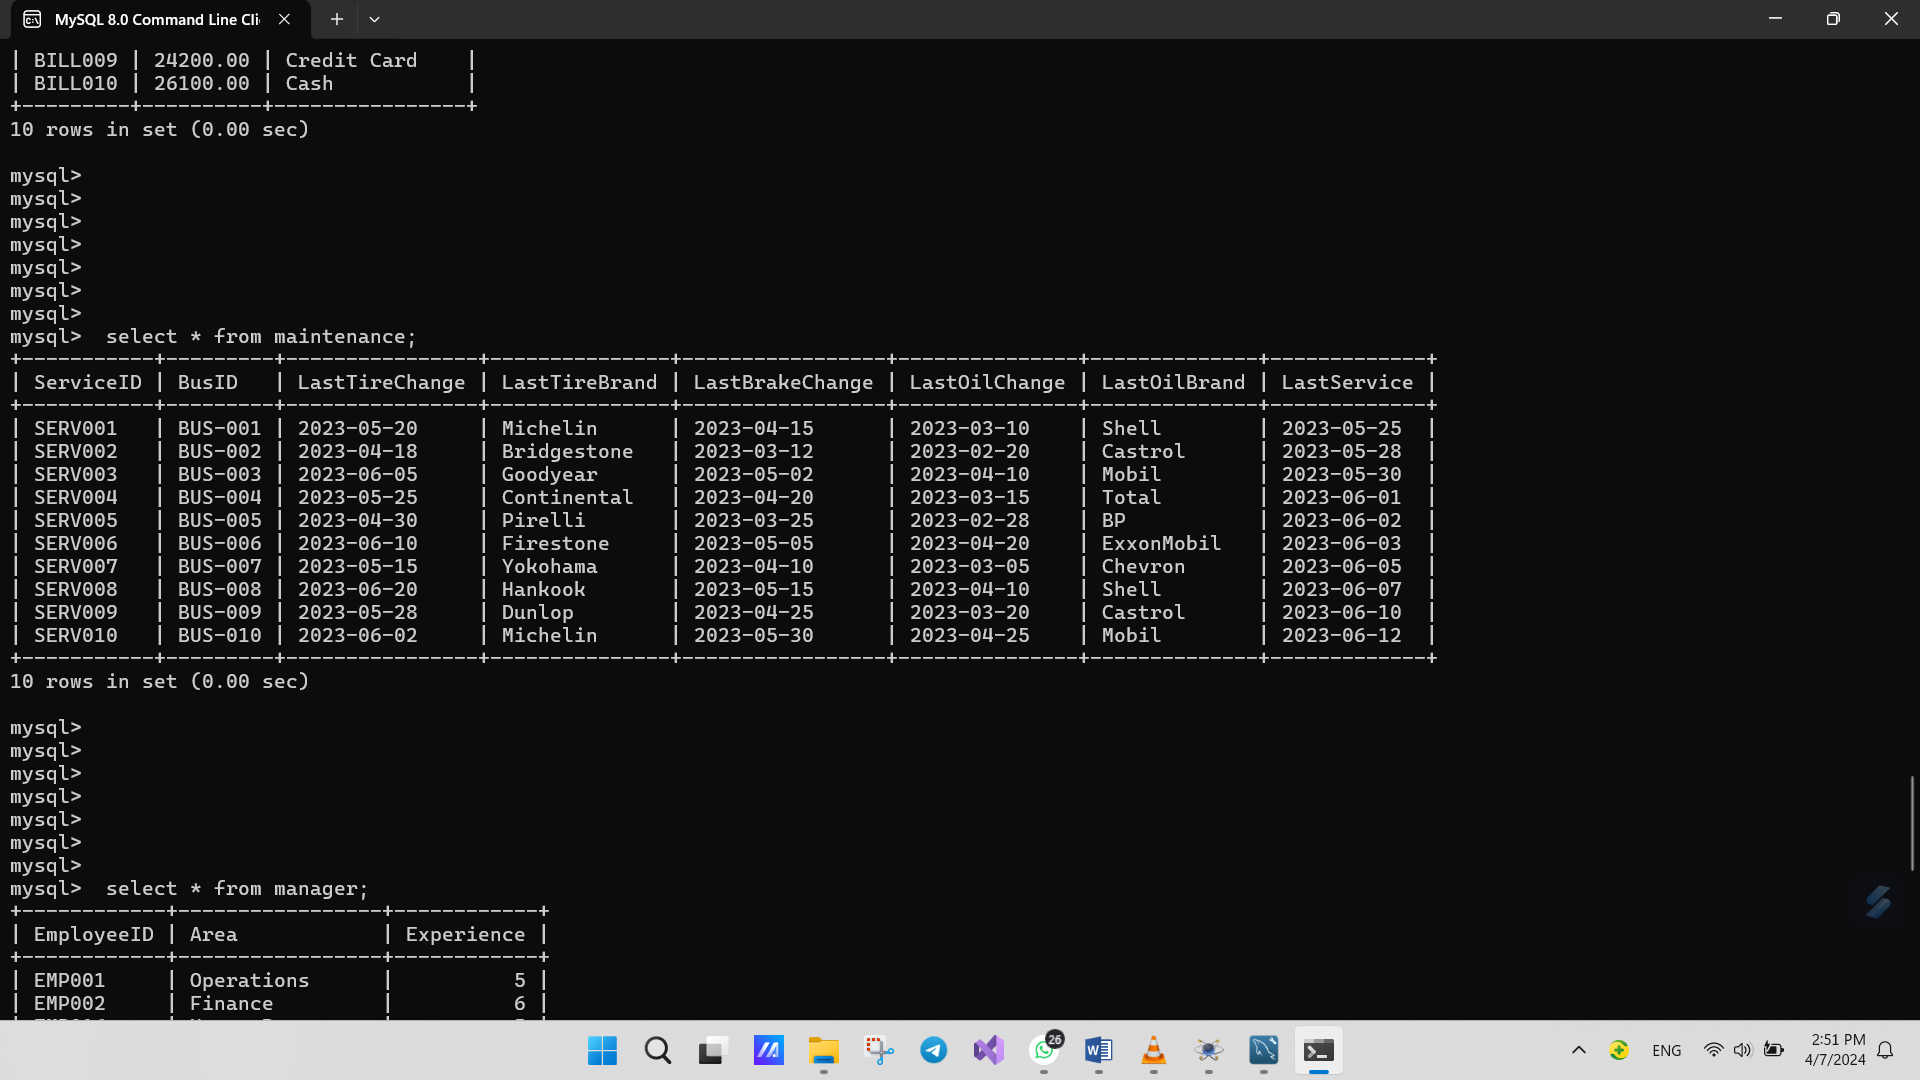 MySQL 8.0 Command Line Cli
| BILL009 | 24200.00 | Credit Card    |
| BILL010 | 26100.00 | Cash           |
+---------+----------+----------------+
10 rows in set (0.00 sec)
mysql>
mysql>
mysql>
mysql>
mysql>
mysql>
mysql>
mysql>  select * from maintenance;
+-----------+---------+----------------+---------------+-----------------+---------------+--------------+-------------+
| ServiceID | BusID   | LastTireChange | LastTireBrand | LastBrakeChange | LastOilChange | LastOilBrand | LastService |
+-----------+---------+----------------+---------------+-----------------+---------------+--------------+-------------+
| SERV001   | BUS-001 | 2023-05-20     | Michelin      | 2023-04-15      | 2023-03-10    | Shell        | 2023-05-25  |
| SERV002   | BUS-002 | 2023-04-18     | Bridgestone   | 2023-03-12      | 2023-02-20    | Castrol      | 2023-05-28  |
| SERV003   | BUS-003 | 2023-06-05     | Goodyear      | 2023-05-02      | 2023-04-10    | Mobil        | 2023-05-30  |
| SERV004   | BUS-004 | 2023-05-25     | Continental   | 2023-04-20      | 2023-03-15    | Total        | 2023-06-01  |
| SERV005   | BUS-005 | 2023-04-30     | Pirelli       | 2023-03-25      | 2023-02-28    | BP           | 2023-06-02  |
| SERV006   | BUS-006 | 2023-06-10     | Firestone     | 2023-05-05      | 2023-04-20    | ExxonMobil   | 2023-06-03  |
| SERV007   | BUS-007 | 2023-05-15     | Yokohama      | 2023-04-10      | 2023-03-05    | Chevron      | 2023-06-05  |
| SERV008   | BUS-008 | 2023-06-20     | Hankook       | 2023-05-15      | 2023-04-10    | Shell        | 2023-06-07  |
| SERV009   | BUS-009 | 2023-05-28     | Dunlop        | 2023-04-25      | 2023-03-20    | Castrol      | 2023-06-10  |
| SERV010   | BUS-010 | 2023-06-02     | Michelin      | 2023-05-30      | 2023-04-25    | Mobil        | 2023-06-12  |
+-----------+---------+----------------+---------------+-----------------+---------------+--------------+-------------+
10 rows in set (0.00 sec)
mysql>
mysql>
mysql>
mysql>
mysql>
mysql>
mysql>
mysql>  select * from manager;
+------------+-----------------+------------+
| EmployeeID | Area            | Experience |
+------------+-----------------+------------+
| EMP001     | Operations      |          5 |
| EMP002     | Finance         |          6 |
26
ENG
2:51 PM
4/7/2024